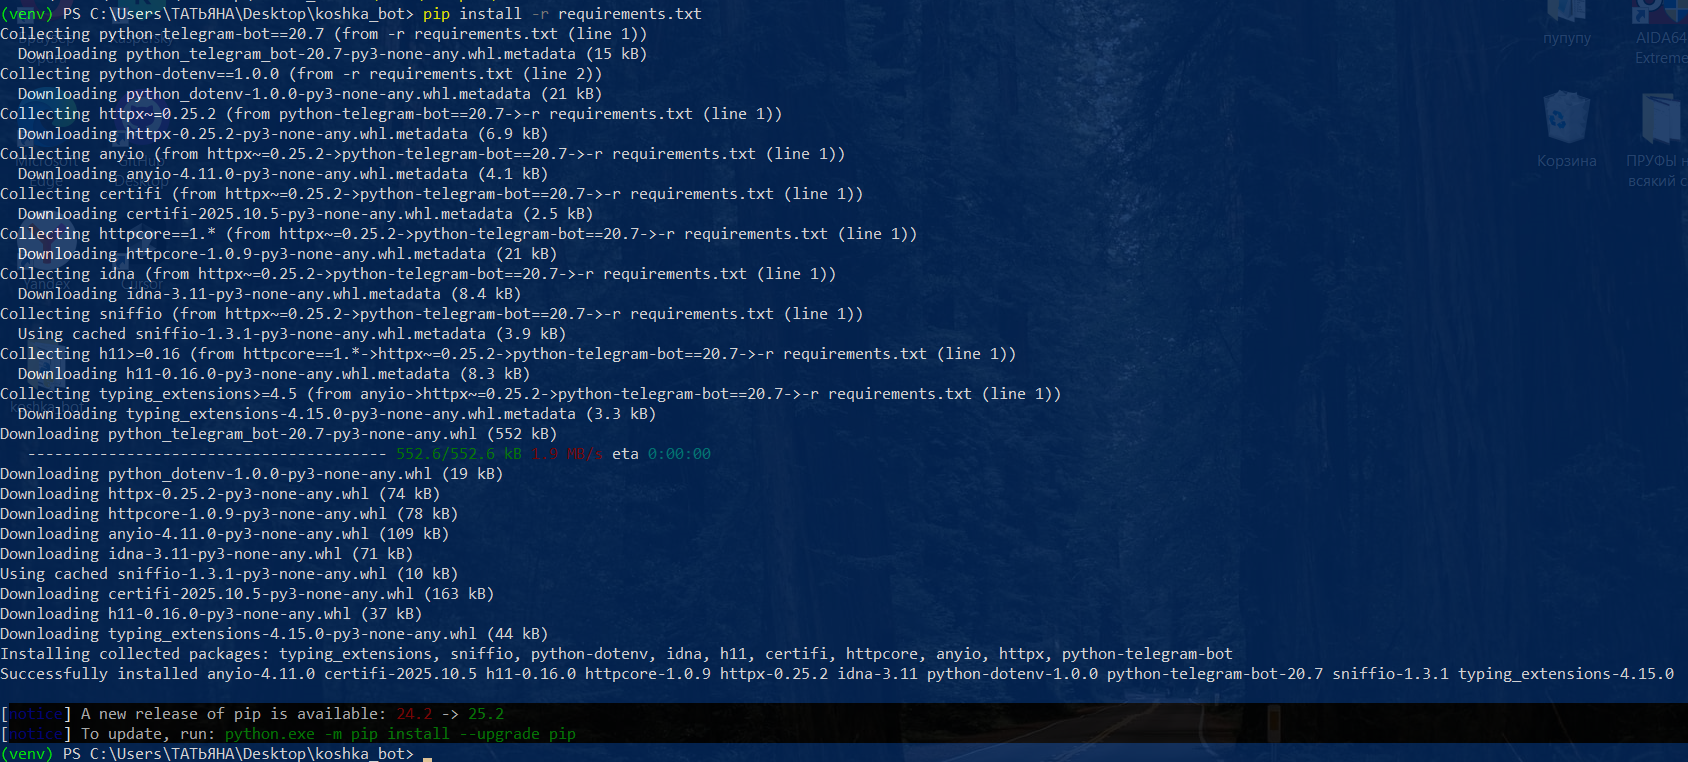 (venv) PS C:\Users\ТАТЬЯНА\Desktop\koshka_bot> pip install -r requirements.txt
Collecting python-telegram-bot==20.7 (from -r requirements.txt (line 1))
  Downloading python_telegram_bot-20.7-py3-none-any.whl.metadata (15 kB)
Collecting python-dotenv==1.0.0 (from -r requirements.txt (line 2))
  Downloading python_dotenv-1.0.0-py3-none-any.whl.metadata (21 kB)
Collecting httpx~=0.25.2 (from python-telegram-bot==20.7->-r requirements.txt (line 1))
  Downloading httpx-0.25.2-py3-none-any.whl.metadata (6.9 kB)
Collecting anyio (from httpx~=0.25.2->python-telegram-bot==20.7->-r requirements.txt (line 1))
  Downloading anyio-4.11.0-py3-none-any.whl.metadata (4.1 kB)
Collecting certifi (from httpx~=0.25.2->python-telegram-bot==20.7->-r requirements.txt (line 1))
  Downloading certifi-2025.10.5-py3-none-any.whl.metadata (2.5 kB)
Collecting httpcore==1.* (from httpx~=0.25.2->python-telegram-bot==20.7->-r requirements.txt (line 1))
  Downloading httpcore-1.0.9-py3-none-any.whl.metadata (21 kB)
Collecting idna (from httpx~=0.25.2->python-telegram-bot==20.7->-r requirements.txt (line 1))
  Downloading idna-3.11-py3-none-any.whl.metadata (8.4 kB)
Collecting sniffio (from httpx~=0.25.2->python-telegram-bot==20.7->-r requirements.txt (line 1))
  Using cached sniffio-1.3.1-py3-none-any.whl.metadata (3.9 kB)
Collecting h11>=0.16 (from httpcore==1.*->httpx~=0.25.2->python-telegram-bot==20.7->-r requirements.txt (line 1))
  Downloading h11-0.16.0-py3-none-any.whl.metadata (8.3 kB)
Collecting typing_extensions>=4.5 (from anyio->httpx~=0.25.2->python-telegram-bot==20.7->-r requirements.txt (line 1))
  Downloading typing_extensions-4.15.0-py3-none-any.whl.metadata (3.3 kB)
Downloading python_telegram_bot-20.7-py3-none-any.whl (552 kB)
   ---------------------------------------- 552.6/552.6 kB 1.9 MB/s eta 0:00:00
Downloading python_dotenv-1.0.0-py3-none-any.whl (19 kB)
Downloading httpx-0.25.2-py3-none-any.whl (74 kB)
Downloading httpcore-1.0.9-py3-none-any.whl (78 kB)
Downloading anyio-4.11.0-py3-none-any.whl (109 kB)
Downloading idna-3.11-py3-none-any.whl (71 kB)
Using cached sniffio-1.3.1-py3-none-any.whl (10 kB)
Downloading certifi-2025.10.5-py3-none-any.whl (163 kB)
Downloading h11-0.16.0-py3-none-any.whl (37 kB)
Downloading typing_extensions-4.15.0-py3-none-any.whl (44 kB)
Installing collected packages: typing_extensions, sniffio, python-dotenv, idna, h11, certifi, httpcore, anyio, httpx, python-telegram-bot
Successfully installed anyio-4.11.0 certifi-2025.10.5 h11-0.16.0 httpcore-1.0.9 httpx-0.25.2 idna-3.11 python-dotenv-1.0.0 python-telegram-bot-20.7 sniffio-1.3.1 typing_extensions-4.15.0
[notice] A new release of pip is available: 24.2 -> 25.2
[notice] To update, run: python.exe -m pip install --upgrade pip
(venv) PS C:\Users\ТАТЬЯНА\Desktop\koshka_bot>
пупупу
AIDA64
Extreme
Корзина
ПРУФЫ н
всякий с
Microsoft
Edge
GitHub
Desktop
Yandex
Cursor
koshka_bot